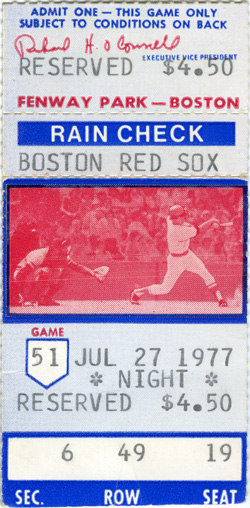 ADMIT ONE — THIS GAME ONLY
SUBJECT TO CONDITIONS ON BACK
Richard H. O'Connell
EXECUTIVE VICE PRESIDENT
RESERVED $4.50
FENWAY PARK — BOSTON
RAIN CHECK
BOSTON RED SOX
GAME
51 JUL 27 1977
* NIGHT *
RESERVED $4.50
6 49 19
SEC. ROW SEAT